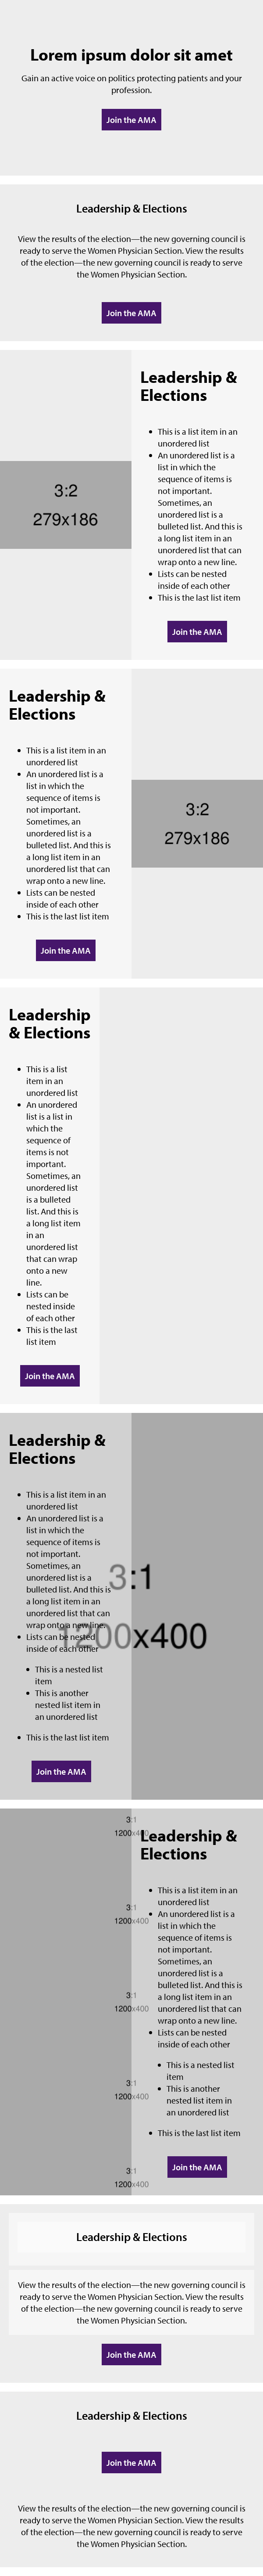 Lorem ipsum dolor sit amet
Gain an active voice on politics protecting patients and your
profession.
Join the AMA
Leadership & Elections
View the results of the election—the new governing council is
ready to serve the Women Physician Section. View the results
of the election—the new governing council is ready to serve
the Women Physician Section.
Join the AMA
3:2
279x186
Leadership &
Elections
This is a list item in an
unordered list
An unordered list is a
list in which the
sequence of items is
not important.
Sometimes, an
unordered list is a
bulleted list. And this is
a long list item in an
unordered list that can
wrap onto a new line.
Lists can be nested
inside of each other
This is the last list item
Join the AMA
Leadership &
Elections
This is a list item in an
unordered list
An unordered list is a
list in which the
sequence of items is
not important.
Sometimes, an
unordered list is a
bulleted list. And this is
a long list item in an
unordered list that can
wrap onto a new line.
Lists can be nested
inside of each other
This is the last list item
Join the AMA
3:2
279x186
Leadership
& Elections
This is a list
item in an
unordered list
An unordered
list is a list in
which the
sequence of
items is not
important.
Sometimes, an
unordered list
is a bulleted
list. And this is
a long list item
in an
unordered list
that can wrap
onto a new
line.
Lists can be
nested inside
of each other
This is the last
list item
Join the AMA
Leadership &
Elections
This is a list item in an
unordered list
An unordered list is a
list in which the
sequence of items is
not important.
Sometimes, an
unordered list is a
bulleted list. And this is
a long list item in an
unordered list that can
wrap onto a new line.
Lists can be nested
inside of each other
This is a nested list
item
This is another
nested list item in
an unordered list
This is the last list item
Join the AMA
3:1
1200x400
3:1
1200x400
3:1
1200x400
3:1
1200x400
3:1
1200x400
3:1
1200x400
Leadership &
Elections
This is a list item in an
unordered list
An unordered list is a
list in which the
sequence of items is
not important.
Sometimes, an
unordered list is a
bulleted list. And this is
a long list item in an
unordered list that can
wrap onto a new line.
Lists can be nested
inside of each other
This is a nested list
item
This is another
nested list item in
an unordered list
This is the last list item
Join the AMA
Leadership & Elections
View the results of the election—the new governing council is
ready to serve the Women Physician Section. View the results
of the election—the new governing council is ready to serve
the Women Physician Section.
Join the AMA
Leadership & Elections
Join the AMA
View the results of the election—the new governing council is
ready to serve the Women Physician Section. View the results
of the election—the new governing council is ready to serve
the Women Physician Section.